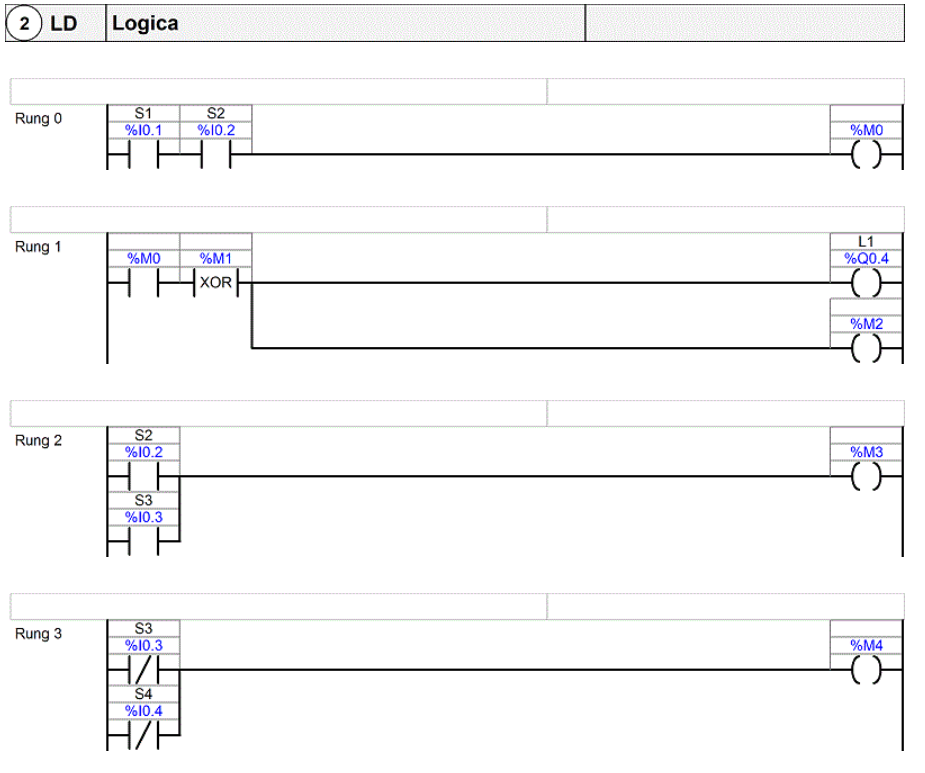 2 LD Logica
Rung 0
S1 S2
%I0.1 %I0.2 %M0
Rung 1
L1
%M0 %M1 %Q0.4
XOR
%M2
Rung 2
S2
%I0.2 %M3
S3
%I0.3
Rung 3
S3
%I0.3 %M4
S4
%I0.4